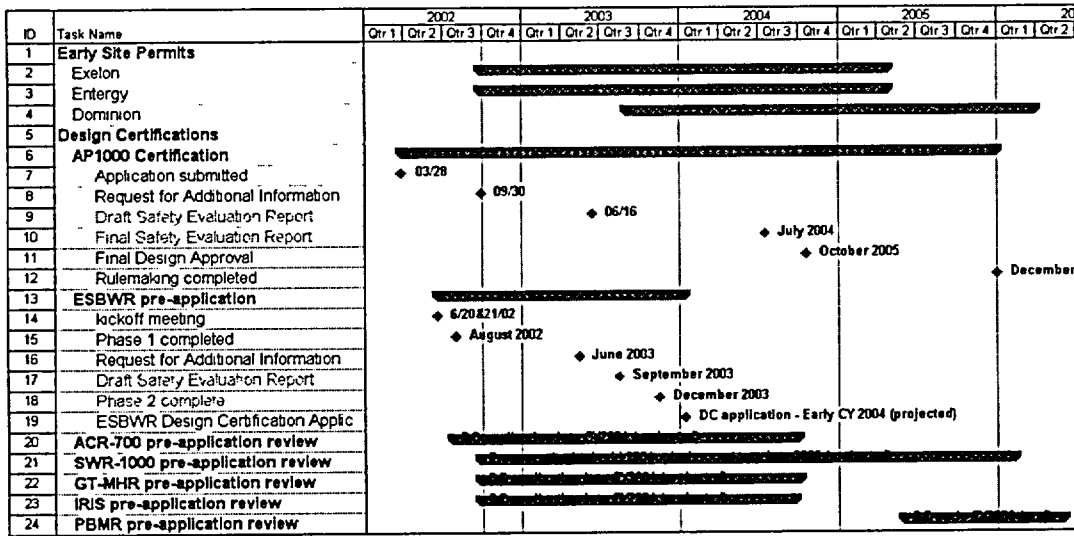 2002 2003 2004 2005 20
ID Task Name Qtr 1 Qtr 2 Qtr 3 Qtr 4 Qtr 1 Qtr 2 Qtr 3 Qtr 4 Qtr 1 Qtr 2 Qtr 3 Qtr 4 Qtr 1 Qtr 2 Qtr 3 Qtr 4 Qtr 1 Qtr 2
1 Early Site Permits
2 Exelon
3 Entergy
4 Dominion
5 Design Certifications
6 AP1000 Certification
7 Application submitted 03/28
8 Request for Additional Information 09/30
9 Draft Safety Evaluation Report 06/16
10 Final Safety Evaluation Report July 2004
11 Final Design Approval October 2005
12 Rulemaking completed December
13 ESBWR pre-application
14 kickoff meeting 6/20&21/02
15 Phase 1 completed August 2002
16 Request for Additional Information June 2003
17 Draft Safety Evaluation Report September 2003
18 Phase 2 complete December 2003
19 ESBWR Design Certification Applic DC application - Early CY 2004 (projected)
20 ACR-700 pre-application review
21 SWR-1000 pre-application review
22 GT-MHR pre-application review
23 IRIS pre-application review
24 PBMR pre-application review